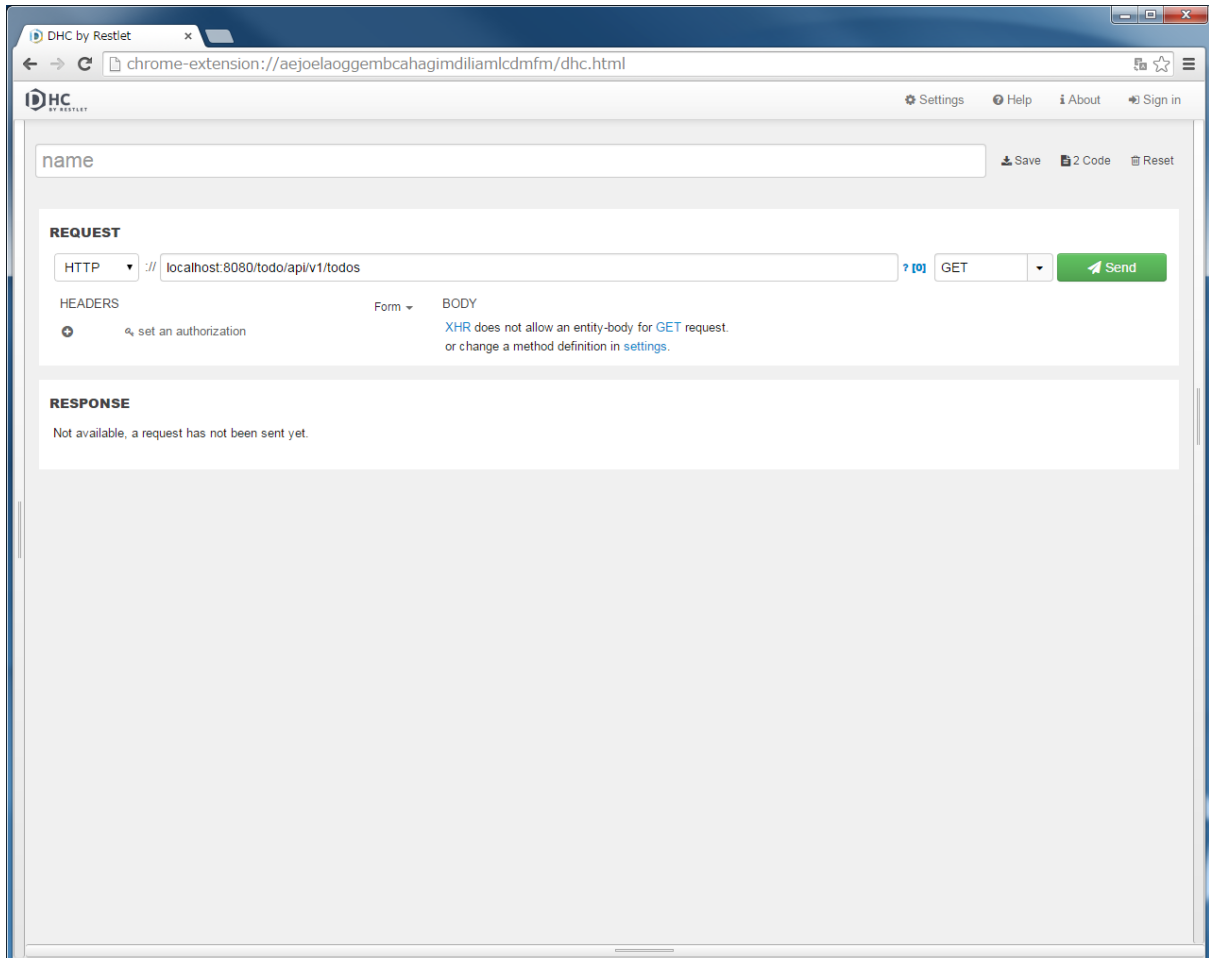 DHC by Restlet
chrome-extension://aejoelaoggembcahagimdiliamlcdmfm/dhc.html
DHC BY RESTLET
Settings Help About Sign in
name
Save 2 Code Reset
REQUEST
HTTP :// localhost:8080/todo/api/v1/todos ? [0] GET Send
HEADERS Form BODY
set an authorization
XHR does not allow an entity-body for GET request.
or change a method definition in settings.
RESPONSE
Not available, a request has not been sent yet.